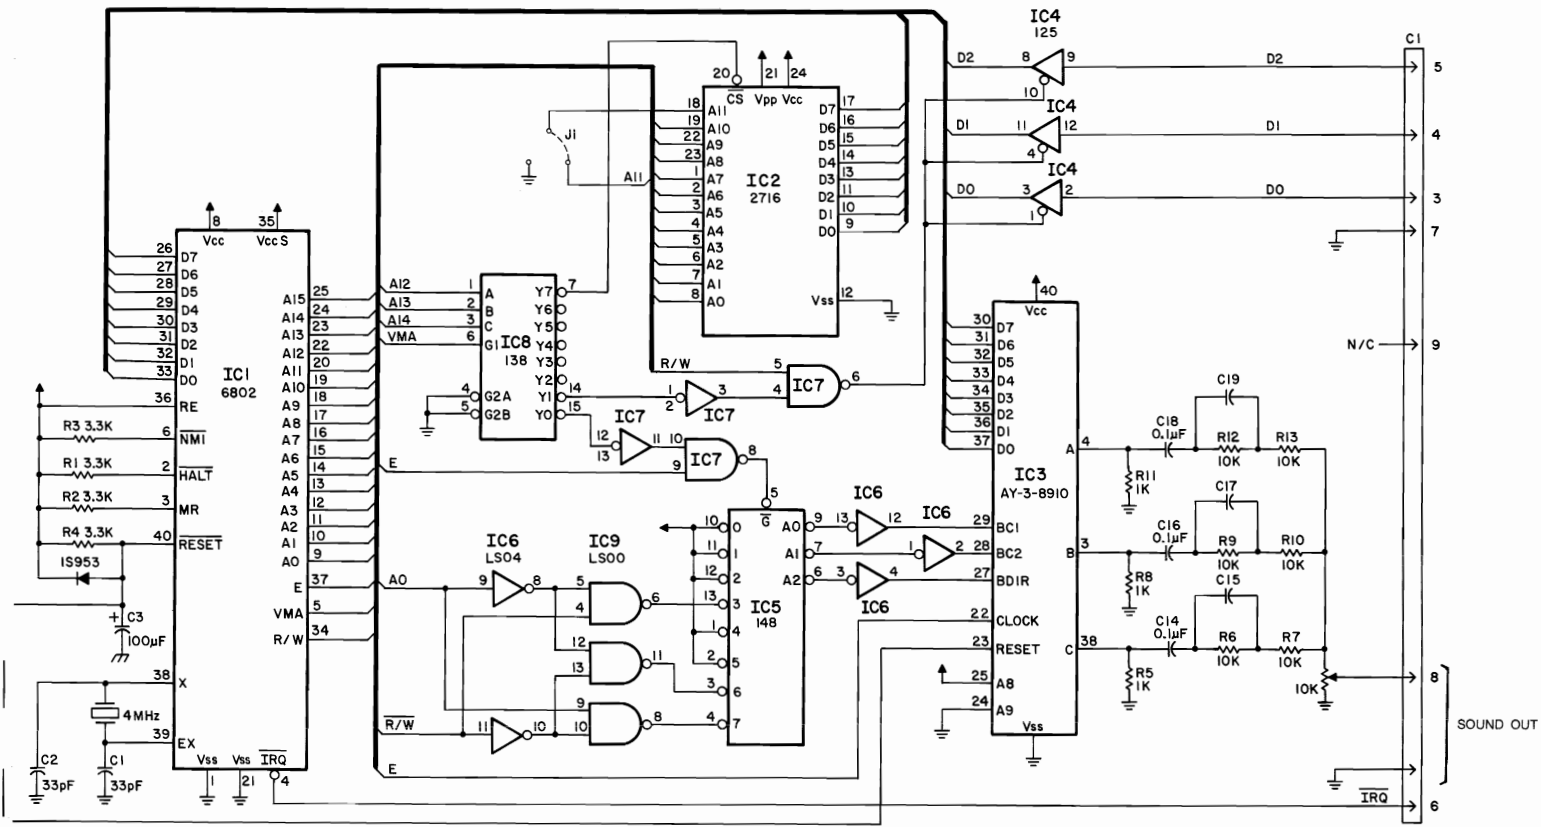 IC4
125
C1
D2 8 9 D2 5
10
IC4
D1 11 12 D1 4
4
IC4
D0 3 2 D0 3
1
7
N/C 9
20 21 24
CS Vpp Vcc
18 A11 D7 17
19 A10 D6 16
22 A9 D5 15
23 A8 D4 14
1 A7 D3 13
2 A6 D2 11
3 A5 D1 10
4 A4 D0 9
5 A3
6 A2
7 A1
8 A0
Vss 12
IC2
2716
J1
A11
8 35
Vcc Vcc S
26 D7
27 D6
28 D5
29 D4
30 D3
31 D2
32 D1
33 D0
36 RE
6 NMI
2 HALT
3 MR
40 RESET
38 X
39 EX
IC1
6802
A15 25
A14 24
A13 23
A12 22
A11 20
A10 19
A9 18
A8 17
A7 16
A6 15
A5 14
A4 13
A3 12
A2 11
A1 10
A0 9
E 37
VMA 5
R/W 34
Vss Vss IRQ
1 21 4
R3 3.3K
R1 3.3K
R2 3.3K
R4 3.3K
1S953
+ C3
100µF
4MHz
C2
33pF
C1
33pF
A12 1 A Y7 7
A13 2 B Y6
A14 3 C Y5
VMA 6 G1 Y4
Y3
Y2
4 G2A Y1 14
5 G2B Y0 15
IC8
138
R/W 5
1 3 4 IC7 6
2 IC7
IC7
12 11 10
13
E 9 IC7 8
5
G
IC6
LS04
IC9
LS00
A0 9 8 5
4 6
12
13 11
9
R/W 11 10 10 8
E
10 0 A0 9
11 1 A1 7
12 2 A2 6
13 3
1 4
2 5
3 6
4 7
IC5
148
IC6
13 12
IC6
1 2
3 4
IC6
40
Vcc
30 D7
31 D6
32 D5
33 D4
34 D3
35 D2
36 D1
37 D0
IC3
AY-3-8910
29 BC1
28 BC2
27 BDIR
22 CLOCK
23 RESET
25 A8
24 A9
Vss
A 4
B 3
C 38
C19
C18
0.1µF
R12
10K
R13
10K
R11
1K
C17
C16
0.1µF
R9
10K
R10
10K
R8
1K
C15
C14
0.1µF
R6
10K
R7
10K
R5
1K
10K
8
SOUND OUT
IRQ 6